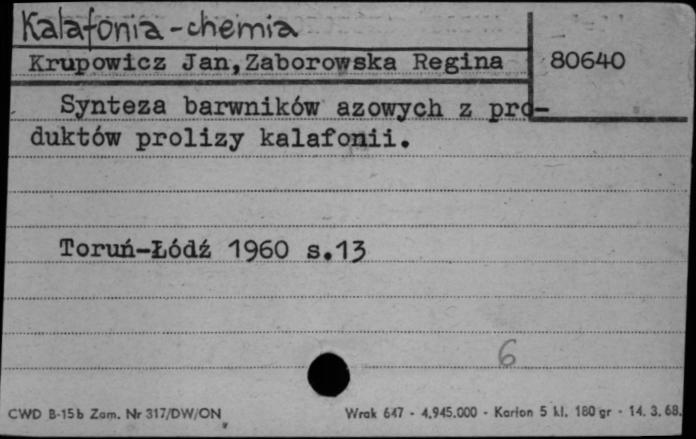 Kalafonia-chemia
Krupowicz Jan,Zaborowska Regina 80640
Synteza barwników azowych z pro-
duktów prolizy kalafonii.
Toruń-Łódź 1960 s.13
6
CWD B-15b Zam. Nr 317/DW/ON Wrak 647 - 4,945.000 - Karton 5 kl. 180 gr - 14. 3. 68.